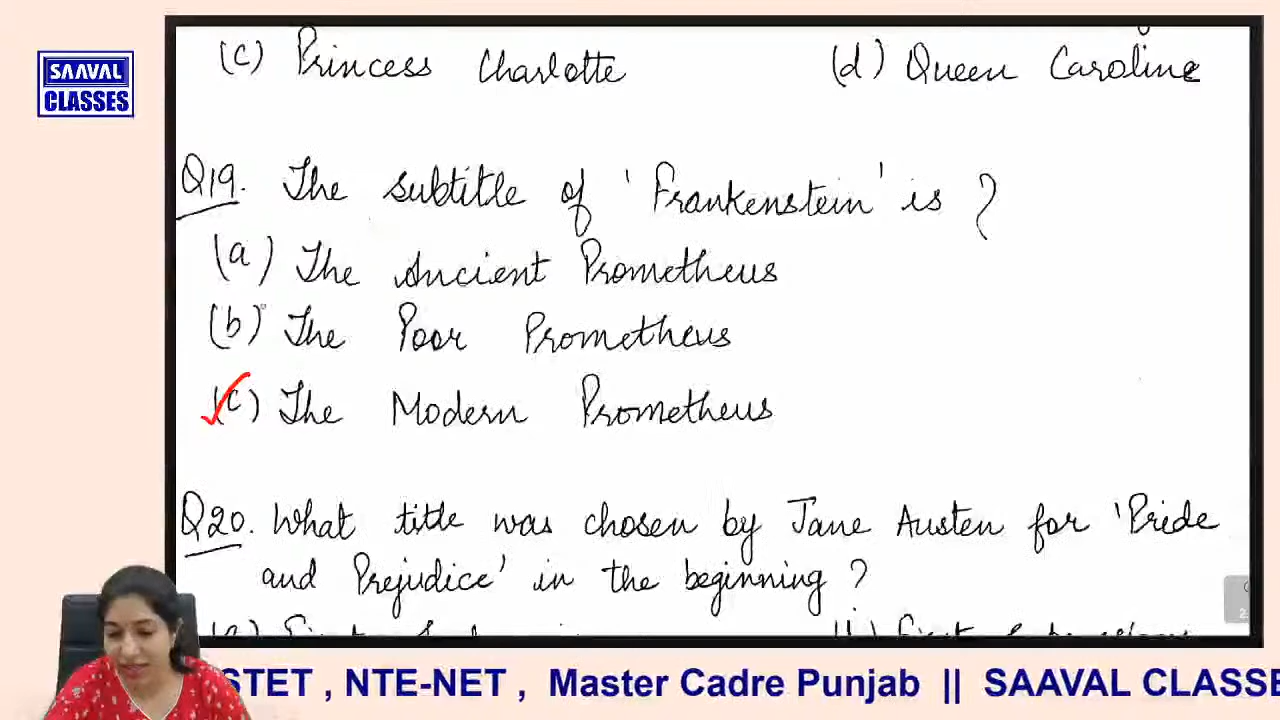 SAAVAL
CLASSES
(c) Princess Charlotte (d) Queen Caroline
Q19. The subtitle of 'Frankenstein' is ?
(a) The Ancient Prometheus
(b) The Poor Prometheus
(c) The Modern Prometheus
Q20. What title was chosen by Jane Austen for 'Pride
and Prejudice' in the beginning ?
STET , NTE-NET , Master Cadre Punjab || SAAVAL CLASSE